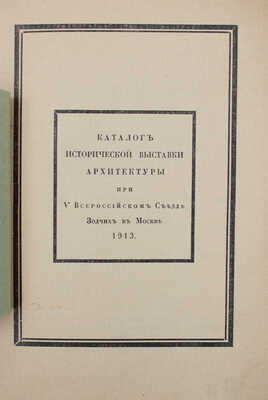 КАТАЛОГЪ
ИСТОРИЧЕСКОЙ ВЫСТАВКИ
АРХИТЕКТУРЫ
ПРИ
V ВСЕРОССІЙСКОМЪ СЪѢЗДѢ
ЗОДЧИХЪ ВЪ МОСКВѢ
1913.